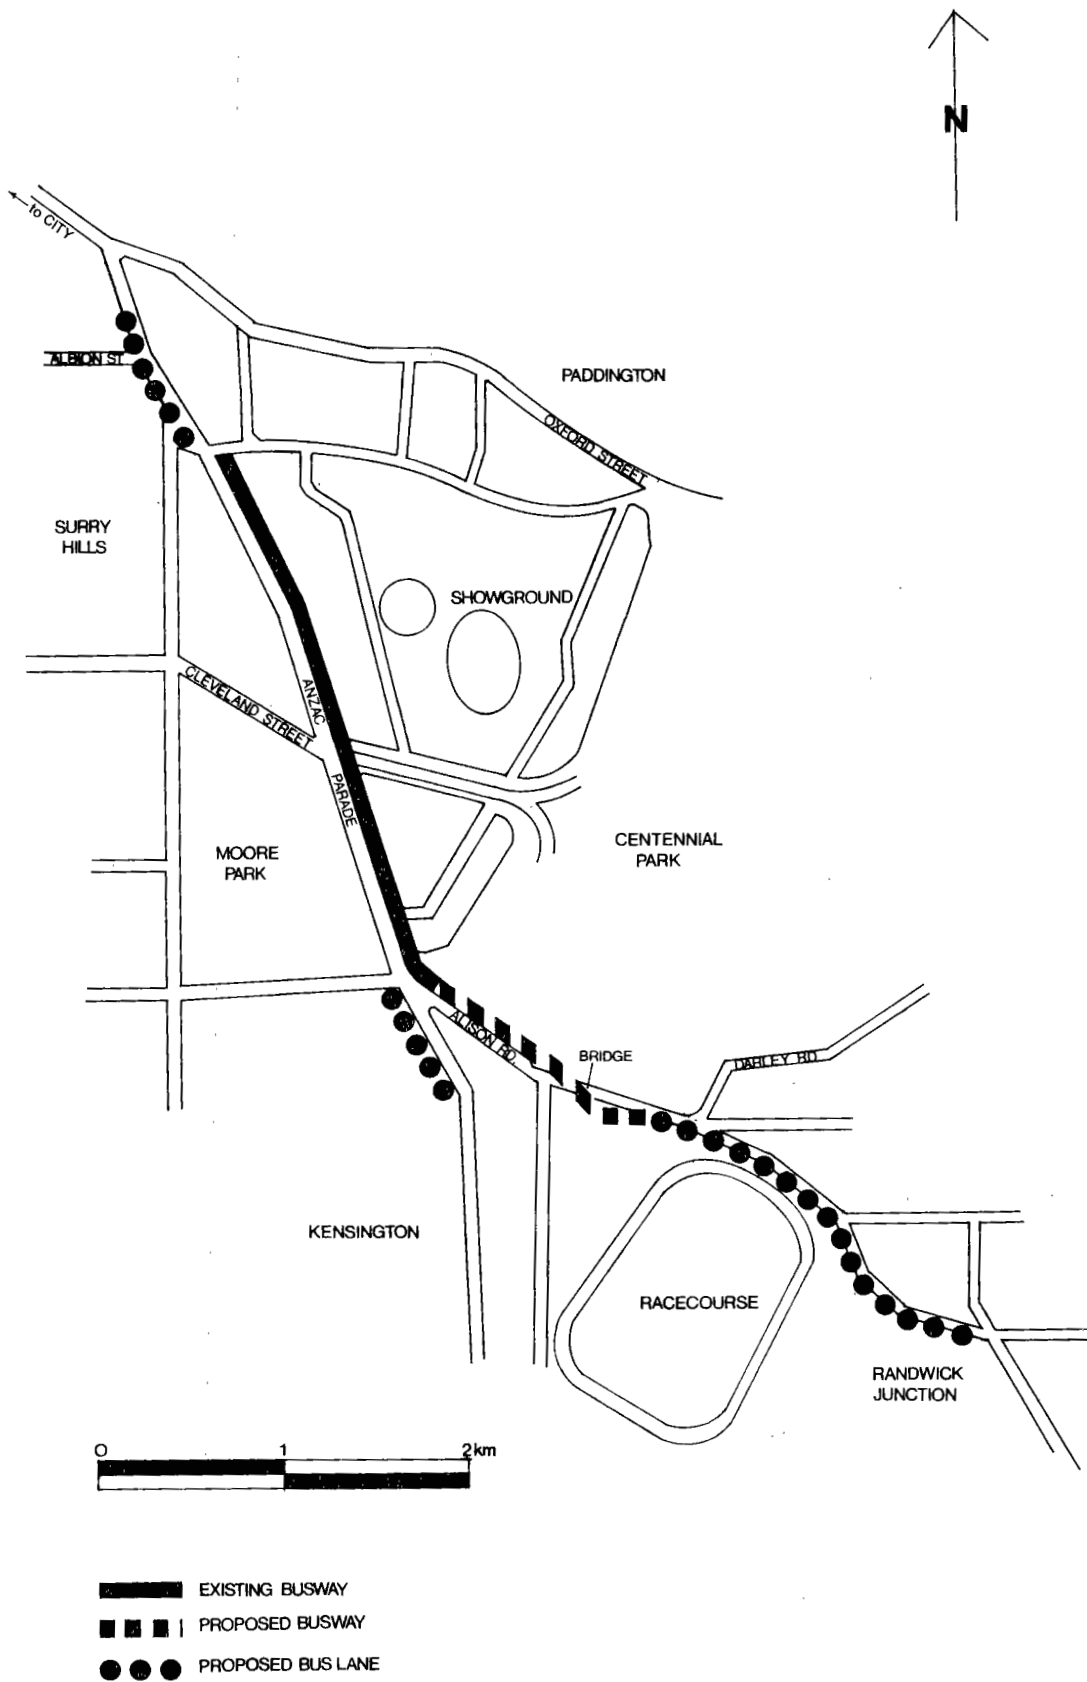 N
to CITY
ALBION ST
PADDINGTON
OXFORD STREET
SURRY
HILLS
SHOWGROUND
CLEVELAND STREET
ANZAC
PARADE
MOORE
PARK
CENTENNIAL
PARK
ALISON RD.
BRIDGE
DARLEY RD
KENSINGTON
RACECOURSE
RANDWICK
JUNCTION
0 1 2km
EXISTING BUSWAY
PROPOSED BUSWAY
PROPOSED BUS LANE